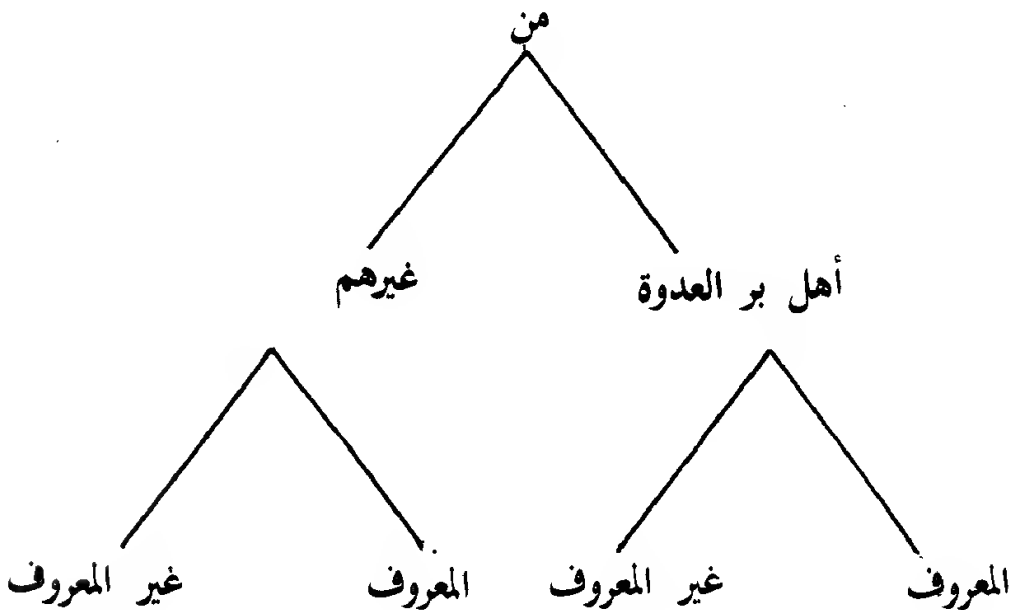 من
أهل بر العدوة غيرهم
المعروف غير المعروف المعروف غير المعروف